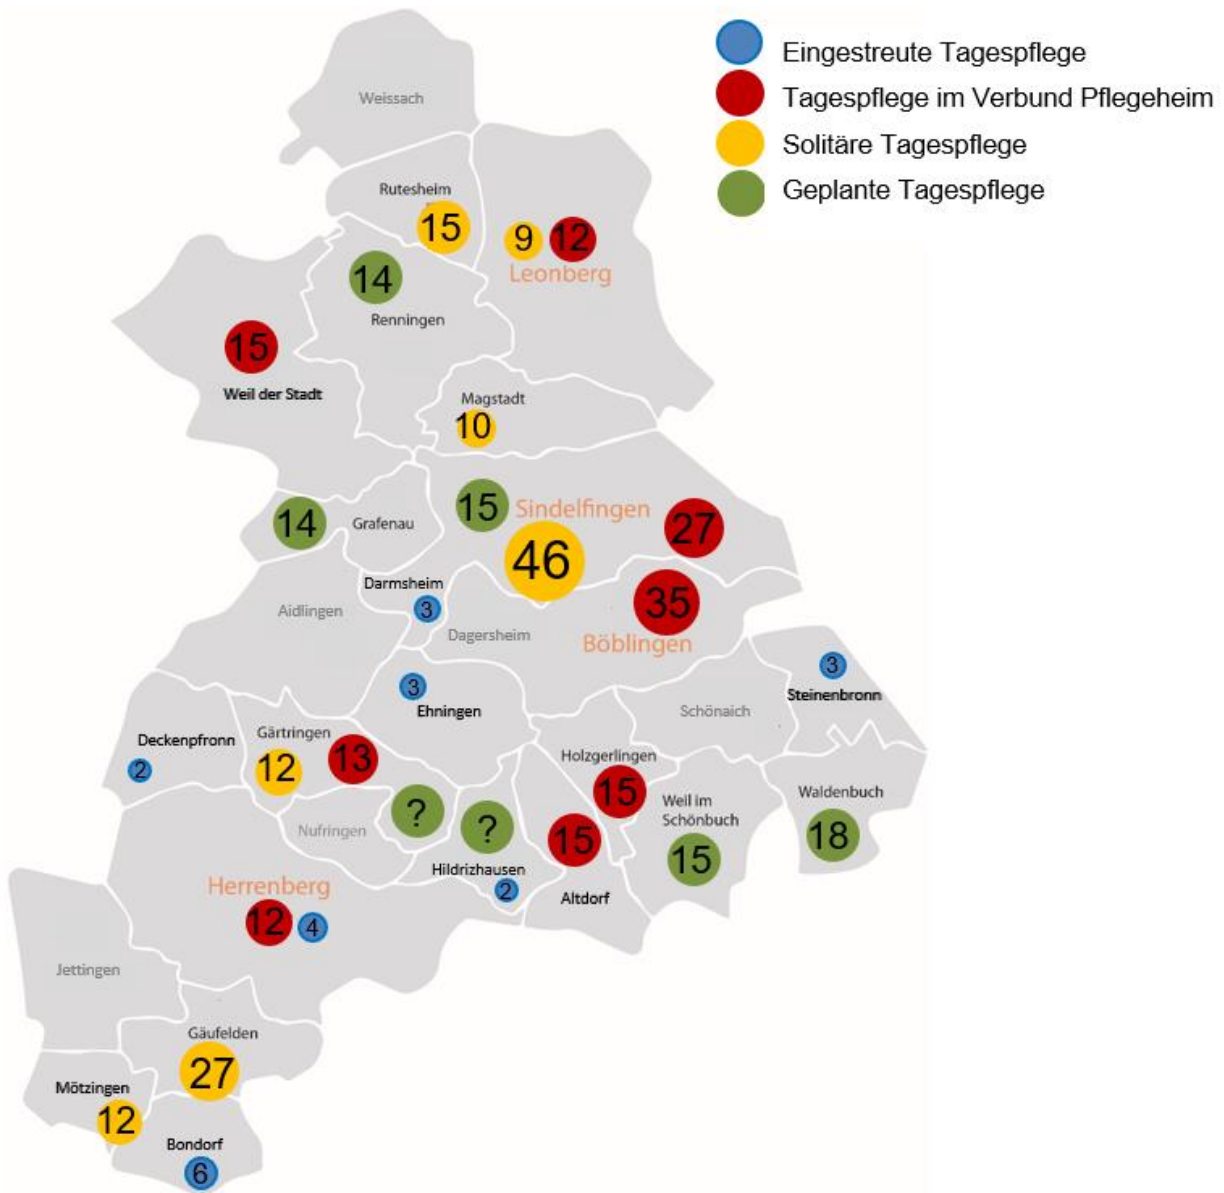 Eingestreute Tagespflege
Tagespflege im Verbund Pflegeheim
Solitäre Tagespflege
Geplante Tagespflege
Weissach
Rutesheim
15
9
12
Leonberg
14
Renningen
15
Weil der Stadt
Magstadt
10
15
Sindelfingen
27
46
14
Grafenau
Darmsheim
3
Aidlingen
Dagersheim
35
Böblingen
3
Ehningen
3
Steinenbronn
Schönaich
Deckenpfronn
2
Gärtringen
12
13
Holzgerlingen
15
Weil im
Schönbuch
15
Waldenbuch
18
Nufringen
?
?
Hildrizhausen
2
15
Altdorf
Herrenberg
12
4
Jettingen
Gäufelden
27
Mötzingen
12
Bondorf
6